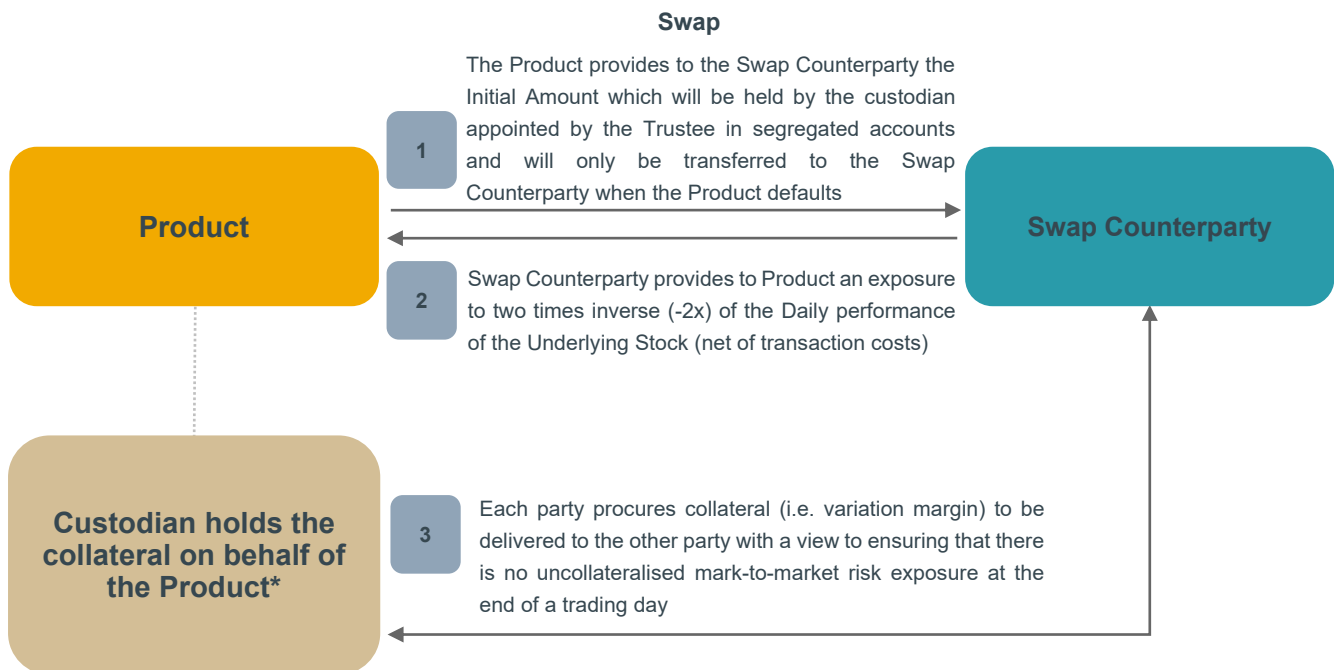 Swap
The Product provides to the Swap Counterparty the
Initial Amount which will be held by the custodian
appointed by the Trustee in segregated accounts
and will only be transferred to the Swap
Counterparty when the Product defaults
1
Product
Swap Counterparty
2
Swap Counterparty provides to Product an exposure
to two times inverse (-2x) of the Daily performance
of the Underlying Stock (net of transaction costs)
Custodian holds the
collateral on behalf of
the Product*
3
Each party procures collateral (i.e. variation margin) to be
delivered to the other party with a view to ensuring that there
is no uncollateralised mark-to-market risk exposure at the
end of a trading day